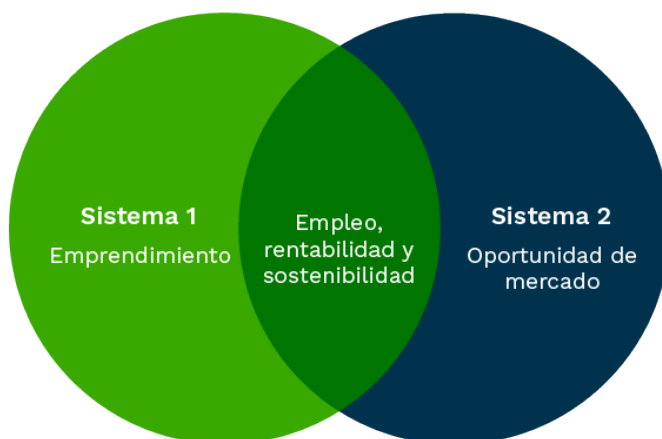 Sistema 1
Emprendimiento
Empleo,
rentabilidad y
sostenibilidad
Sistema 2
Oportunidad de
mercado